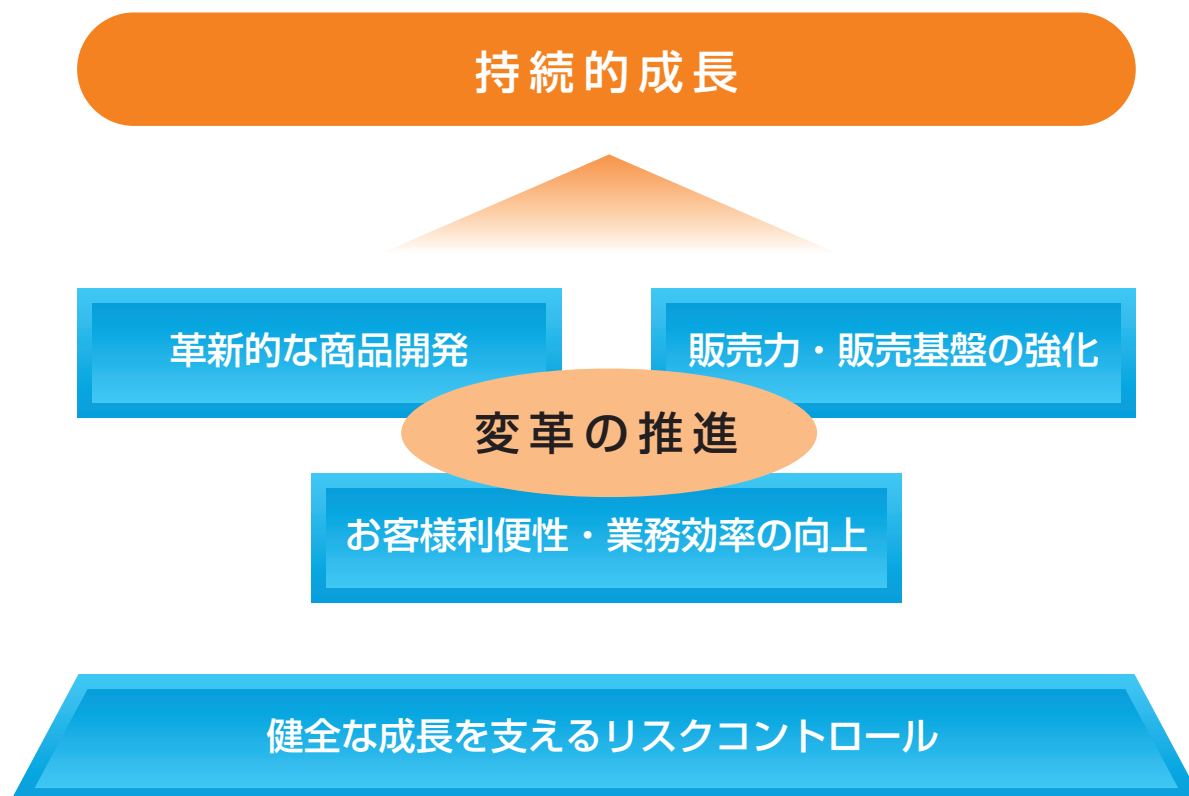 持続的成長
革新的な商品開発
販売力・販売基盤の強化
変革の推進
お客様利便性・業務効率の向上
健全な成長を支えるリスクコントロール